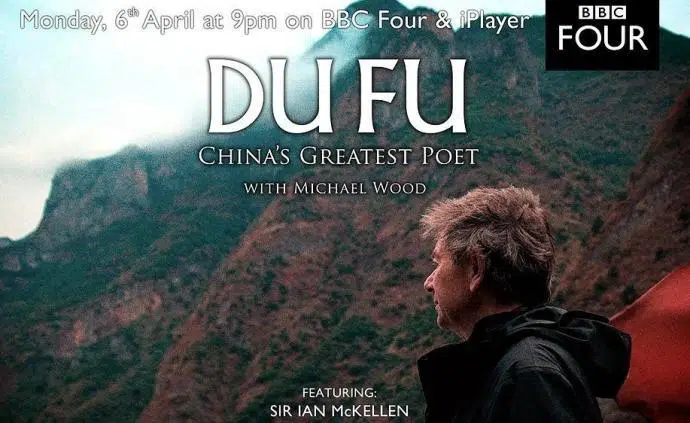 Monday, 6th April at 9pm on BBC Four & iPlayer
BBC
FOUR
DU FU
CHINA'S GREATEST POET
WITH MICHAEL WOOD
FEATURING:
SIR IAN McKELLEN